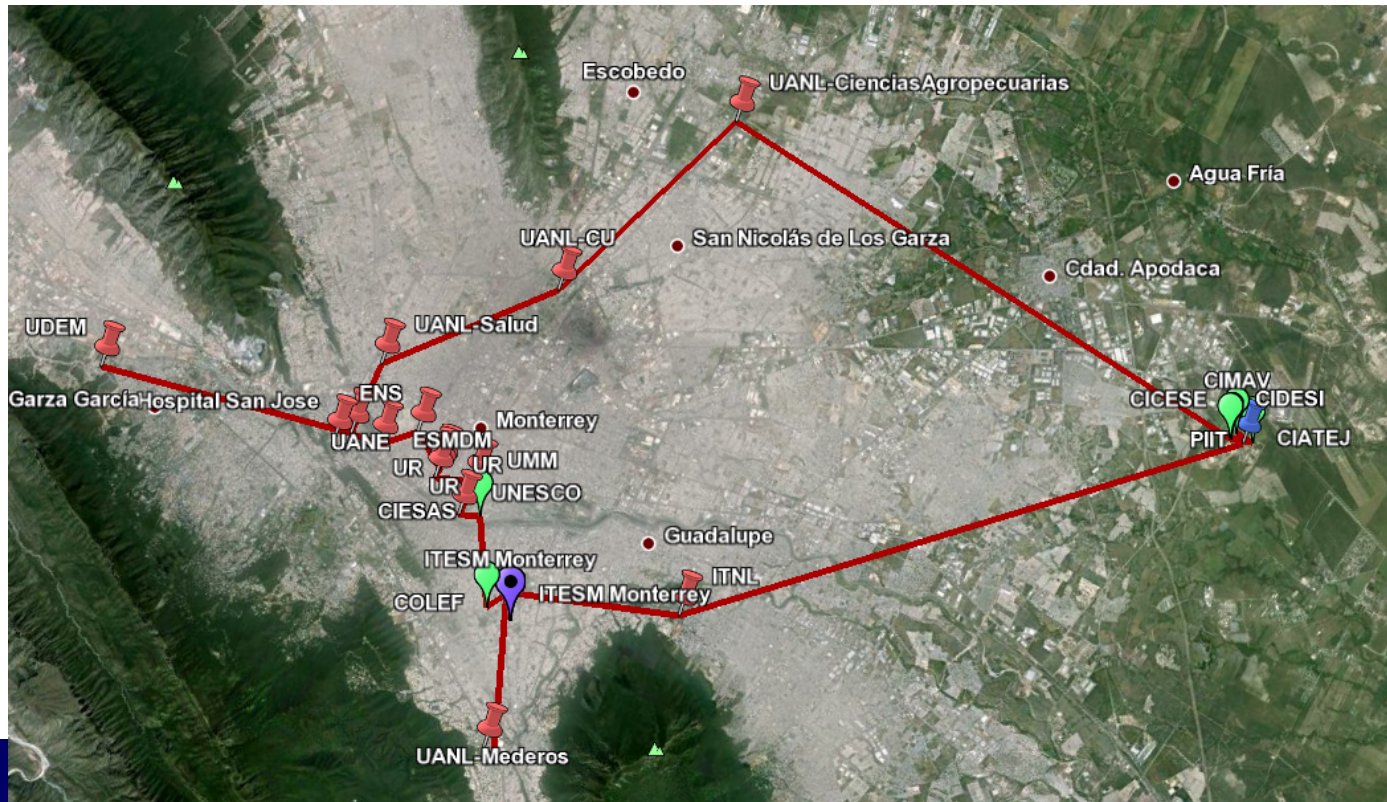 Escobedo
UANL-CienciasAgropecuarias
Agua Fría
UANL-CU
San Nicolás de Los Garza
Cdad. Apodaca
UDEM
UANL-Salud
Garza García
Hospital San Jose
ENS
CIMAV
CICESE
CIDESI
UANE
ESMDM
Monterrey
PIIT
CIATEJ
UR
UR
UMM
UR
UNESCO
CIESAS
Guadalupe
ITESM Monterrey
ITNL
COLEF
ITESM Monterrey
UANL-Mederos